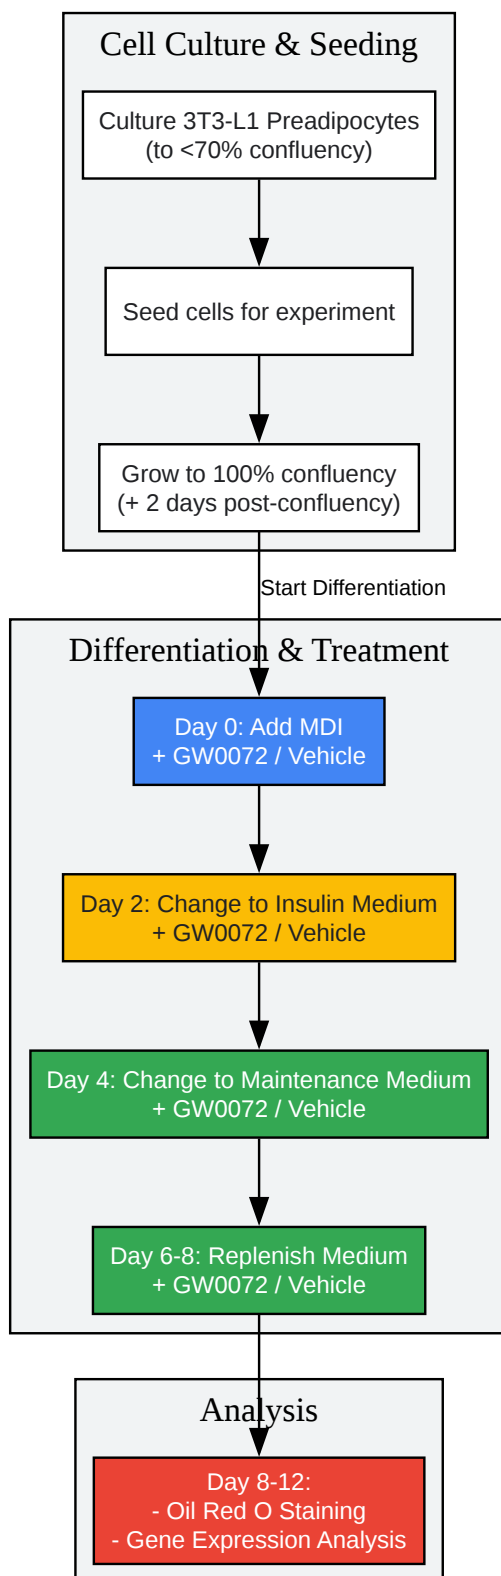 Cell Culture & Seeding
Culture 3T3-L1 Preadipocytes
(to <70% confluency)
Seed cells for experiment
Grow to 100% confluency
(+ 2 days post-confluency)
Start Differentiation
Differentiation & Treatment
Day 0: Add MDI
+ GW0072 / Vehicle
Day 2: Change to Insulin Medium
+ GW0072 / Vehicle
Day 4: Change to Maintenance Medium
+ GW0072 / Vehicle
Day 6-8: Replenish Medium
+ GW0072 / Vehicle
Analysis
Day 8-12:
- Oil Red O Staining
- Gene Expression Analysis